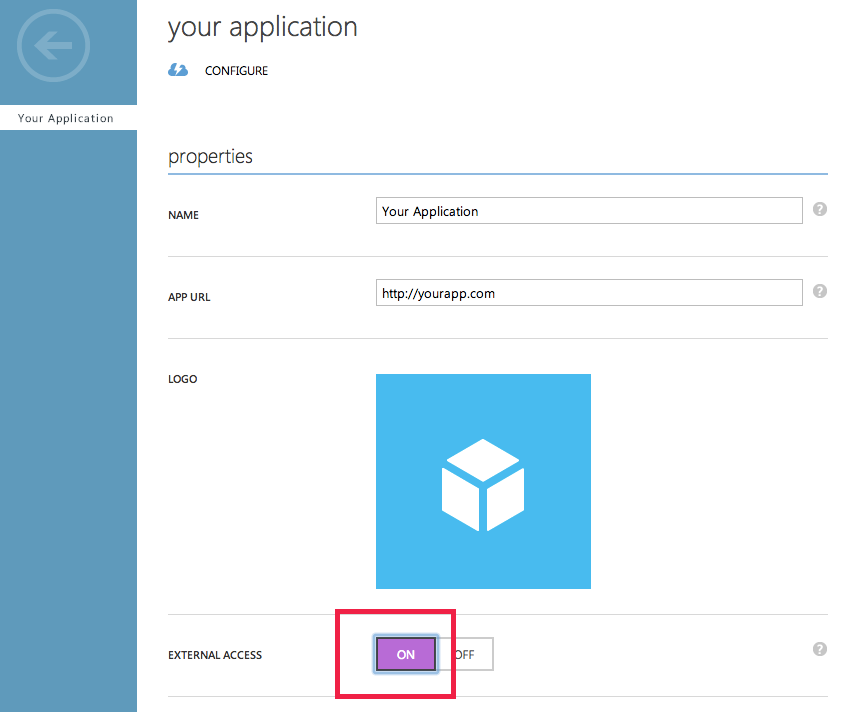 your application
CONFIGURE
Your Application
properties
NAME
Your Application
?
APP URL
http://yourapp.com
?
LOGO
EXTERNAL ACCESS
ON
OFF
?